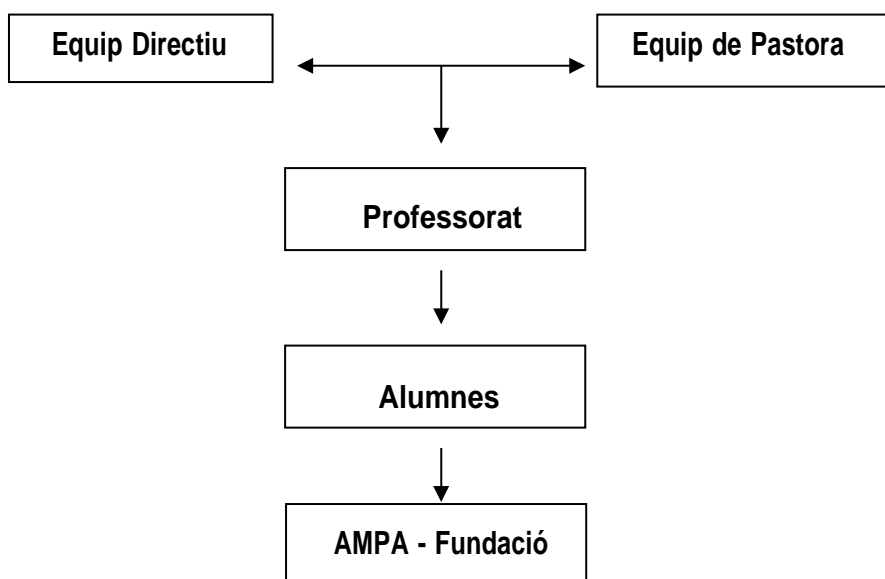 Equip Directiu
Equip de Pastora
Professorat
Alumnes
AMPA - Fundació